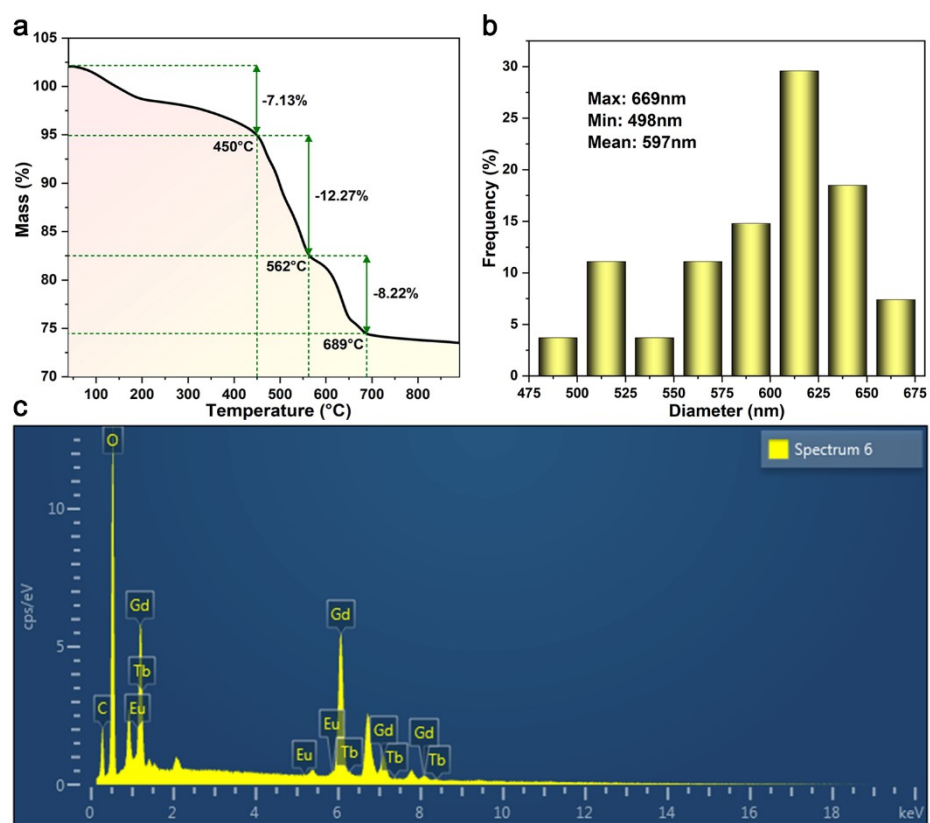 a
105
100
95
90
85
80
75
70
Mass (%)
-7.13%
450°C
-12.27%
562°C
-8.22%
689°C
100 200 300 400 500 600 700 800
Temperature (°C)
b
30
25
20
15
10
5
0
Frequency (%)
Max: 669nm
Min: 498nm
Mean: 597nm
475 500 525 550 575 600 625 650 675
Diameter (nm)
c
Spectrum 6
cps/eV
10
5
0
O
Gd
Tb
C
Eu
Gd
Eu
Eu
Tb
Gd
Tb
Gd
Tb
0 2 4 6 8 10 12 14 16 18 keV